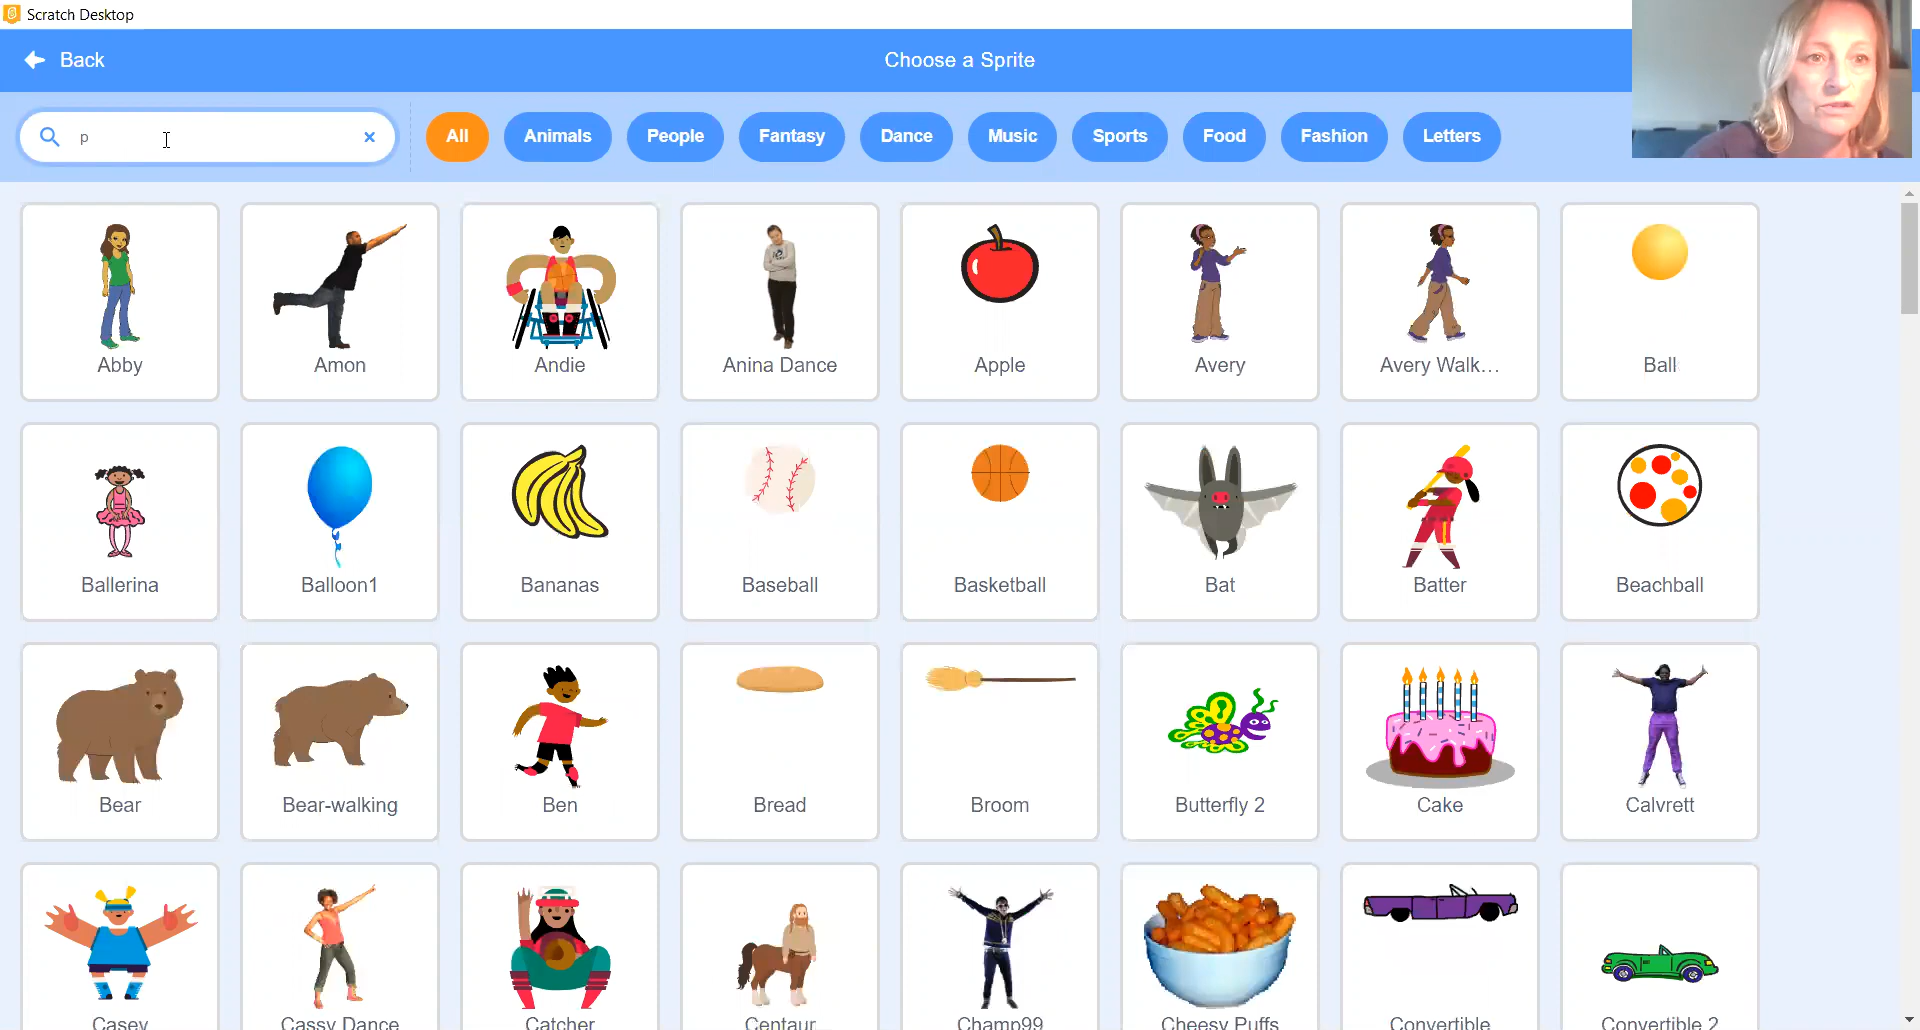 Scratch Desktop
Back
Choose a Sprite
p
All
Animals
People
Fantasy
Dance
Music
Sports
Food
Fashion
Letters
Abby
Amon
Andie
Anina Dance
Apple
Avery
Avery Walk...
Ball
Ballerina
Balloon1
Bananas
Baseball
Basketball
Bat
Batter
Beachball
Bear
Bear-walking
Ben
Bread
Broom
Butterfly 2
Cake
Calvrett
Casey
Cassy Dance
Catcher
Centaur
Champ99
Cheesy Puffs
Convertible
Convertible 2